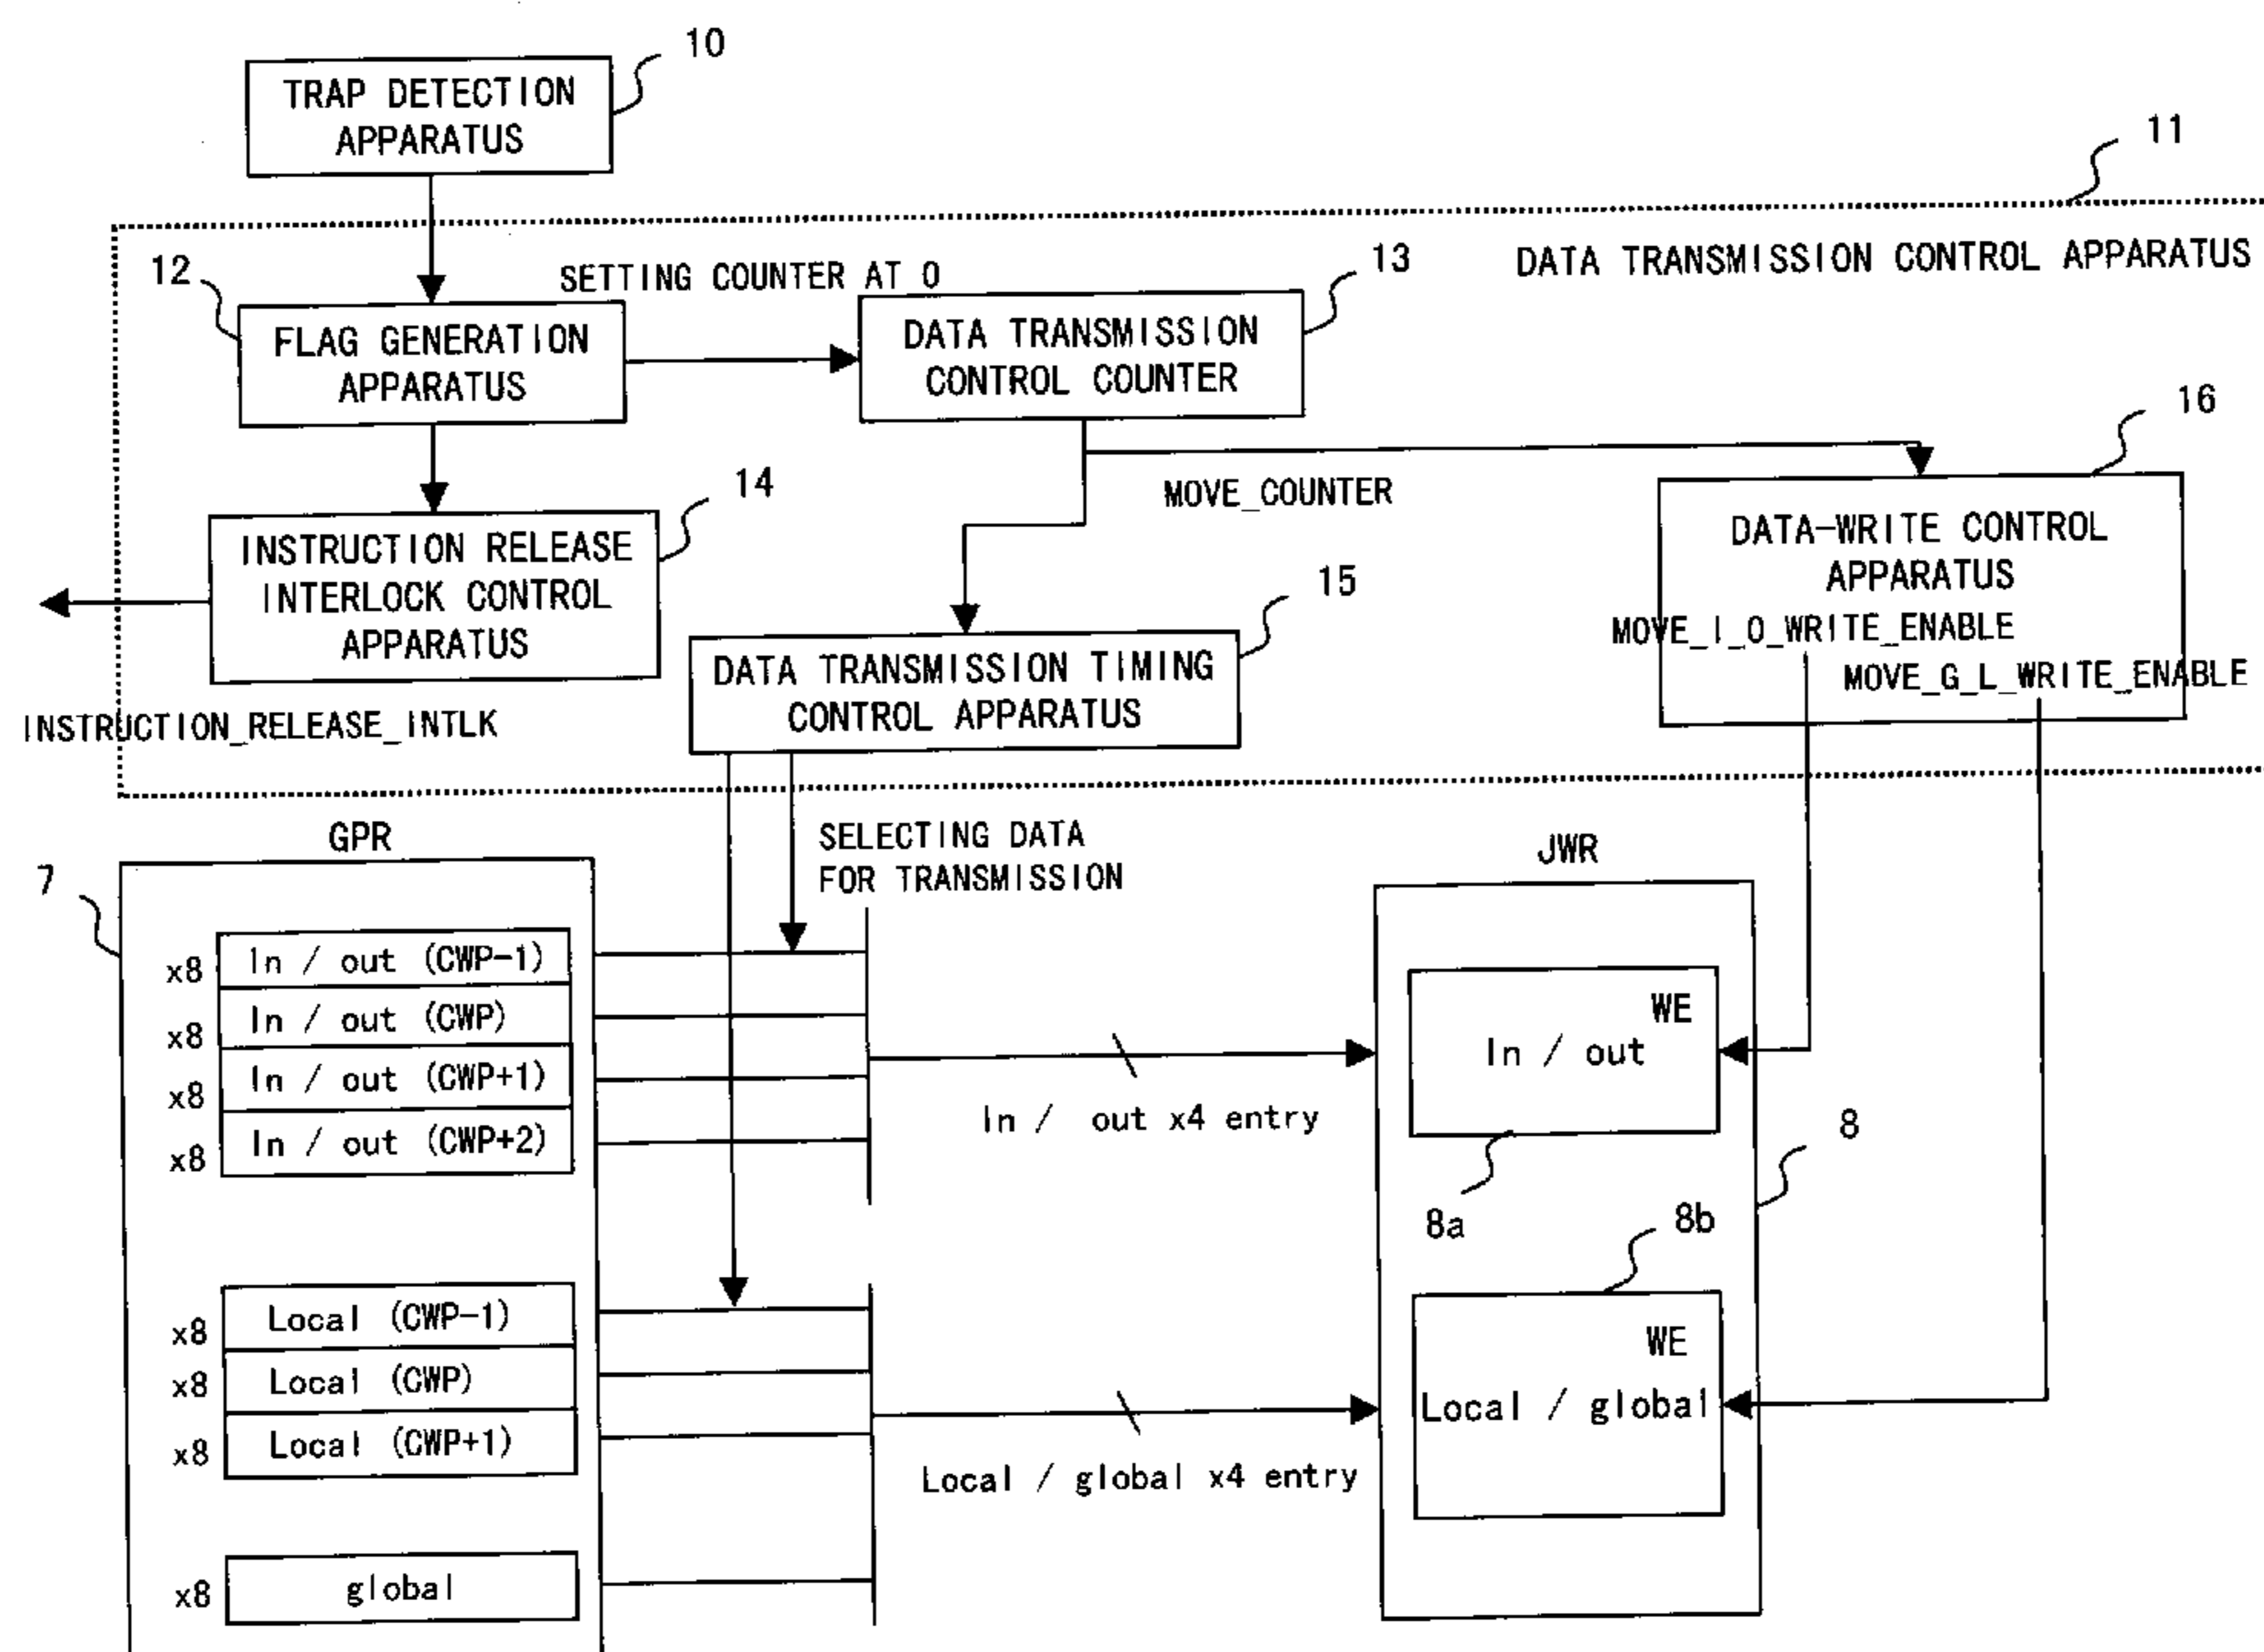 10
TRAP DETECTION
APPARATUS
11
DATA TRANSMISSION CONTROL APPARATUS
12
SETTING COUNTER AT 0
13
FLAG GENERATION
APPARATUS
DATA TRANSMISSION
CONTROL COUNTER
16
14
MOVE_COUNTER
INSTRUCTION RELEASE
INTERLOCK CONTROL
APPARATUS
DATA-WRITE CONTROL
APPARATUS
15
MOVE_I_O_WRITE_ENABLE
MOVE_G_L_WRITE_ENABLE
DATA TRANSMISSION TIMING
CONTROL APPARATUS
INSTRUCTION_RELEASE_INTLK
GPR
SELECTING DATA
FOR TRANSMISSION
JWR
7
x8 In / out (CWP-1)
x8 In / out (CWP)
x8 In / out (CWP+1)
x8 In / out (CWP+2)
WE
In / out
In / out x4 entry
8
8a
8b
x8 Local (CWP-1)
x8 Local (CWP)
x8 Local (CWP+1)
WE
Local / global
Local / global x4 entry
x8 global